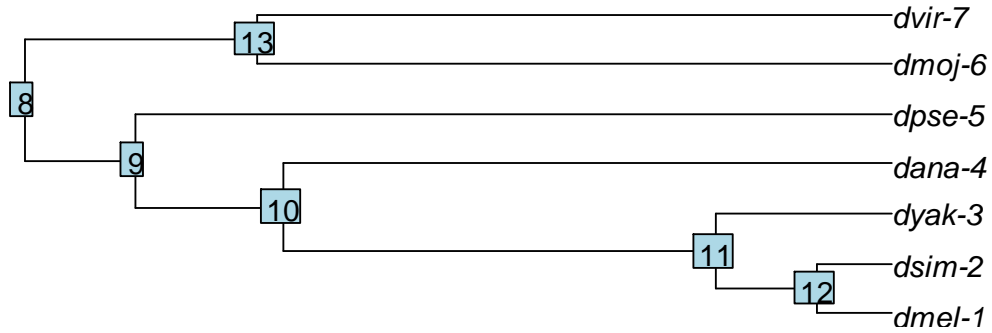 dvir-7
13
dmoj-6
8
dpse-5
9
dana-4
10
dyak-3
11
dsim-2
12
dmel-1